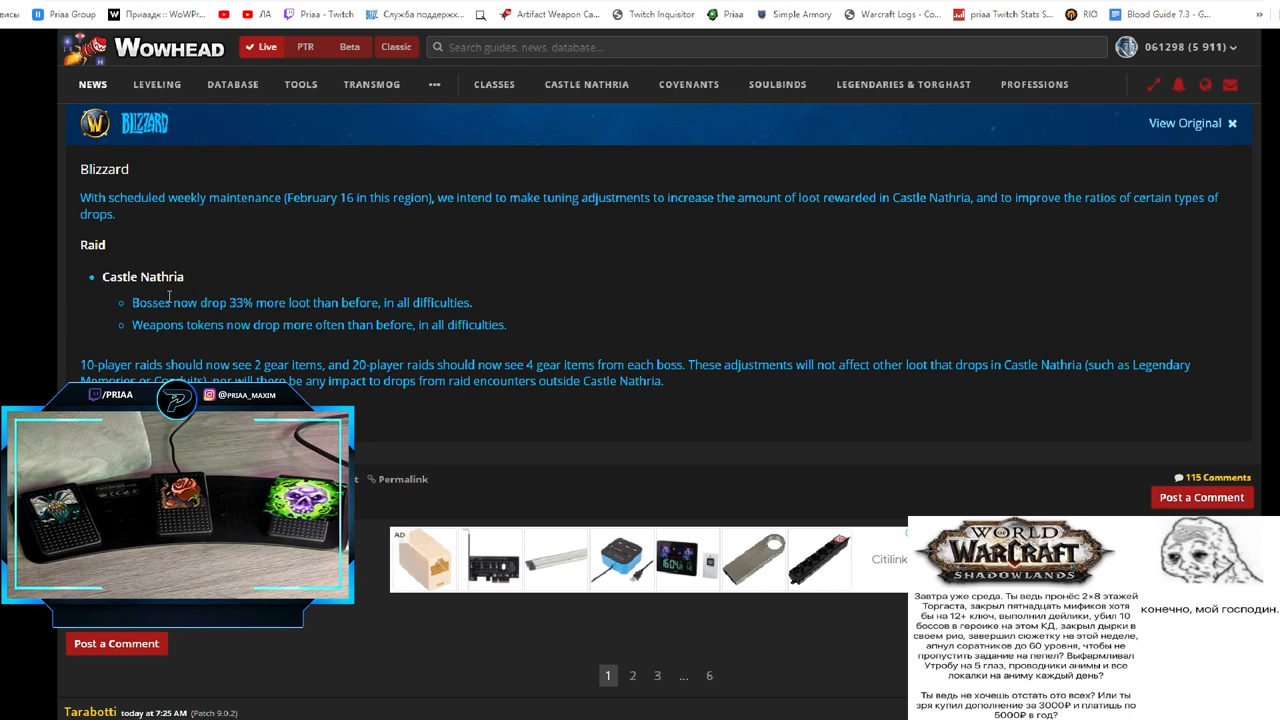 висы Priaa Group Приаадк :: WoWPr... ЛА Priaa - Twitch Служба поддержк... Artifact Weapon Ca... Twitch Inquisitor Priaa Simple Armory Warcraft Logs - Co... priaa Twitch Stats S... RIO Blood Guide 7.3 - G... »
WOWHEAD Live PTR Beta Classic Search guides, news, database... 061298 (5 911)
NEWS LEVELING DATABASE TOOLS TRANSMOG ••• CLASSES CASTLE NATHRIA COVENANTS SOULBINDS LEGENDARIES & TORGHAST PROFESSIONS
BLIZZARD View Original ✖
Blizzard
With scheduled weekly maintenance (February 16 in this region), we intend to make tuning adjustments to increase the amount of loot rewarded in Castle Nathria, and to improve the ratios of certain types of
drops.
Raid
Castle Nathria
Bosses now drop 33% more loot than before, in all difficulties.
Weapons tokens now drop more often than before, in all difficulties.
10-player raids should now see 2 gear items, and 20-player raids should now see 4 gear items from each boss. These adjustments will not affect other loot that drops in Castle Nathria (such as Legendary
Memories or Conduits), nor will there be any impact to drops from raid encounters outside Castle Nathria.
/PRIAA @PRIAA_MAXIM
Permalink
115 Comments
Post a Comment
AD
Citilink
WORLD
WARCRAFT
SHADOWLANDS
Завтра уже среда. Ты ведь пронёс 2×8 этажей
Торгаста, закрыл пятнадцать мификов хотя
бы на 12+ ключ, выполнил дейлики, убил 10
боссов в героике на этом КД, закрыл дырки в
своем рио, завершил сюжетку на этой неделе,
апнул соратников до 60 уровня, чтобы не
пропустить задание на пепел? Выфармливал
Утробу на 5 глаз, проводники анимы и все
локалки на аниму каждый день?
Ты ведь не хочешь отстать ото всех? Или ты
зря купил дополнение за 3000₽ и платишь по
5000₽ в год?
конечно, мой господин.
Post a Comment
1 2 3 ... 6
Tarabotti today at 7:25 AM (Patch 9.0.2)